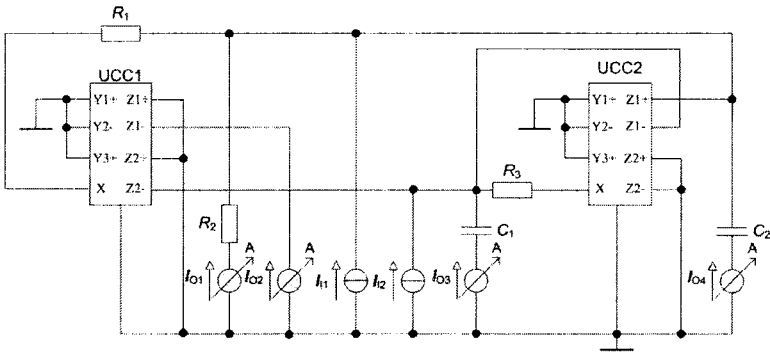 R1
UCC1
Y1+ Z1+
Y2- Z1-
Y3+ Z2+
X Z2-
UCC2
Y1+ Z1+
Y2- Z1-
Y3+ Z2+
X Z2-
R3
R2
C1
C2
A
A
A
A
IO1
IO2
II1
II2
IO3
IO4